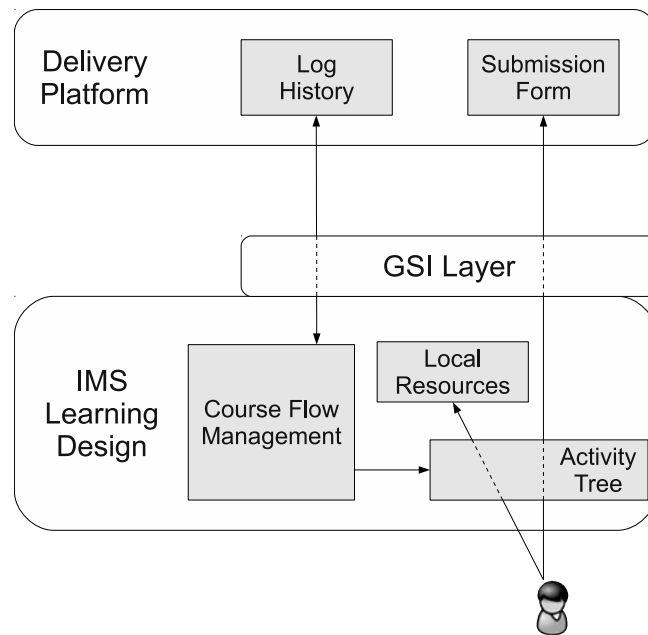 Delivery
Platform
Log
History
Submission
Form
GSI Layer
IMS
Learning
Design
Course Flow
Management
Local
Resources
Activity
Tree